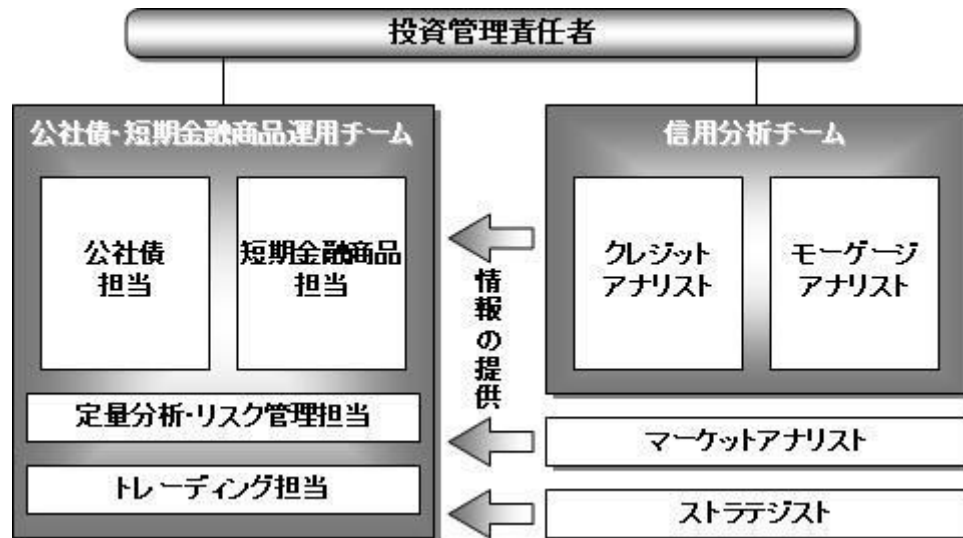 投資管理責任者
公社債・短期金融商品運用チーム
公社債
担当
短期金融商品
担当
定量分析・リスク管理担当
トレーディング担当
情報の提供
信用分析チーム
クレジット
アナリスト
モーゲージ
アナリスト
マーケットアナリスト
ストラテジスト